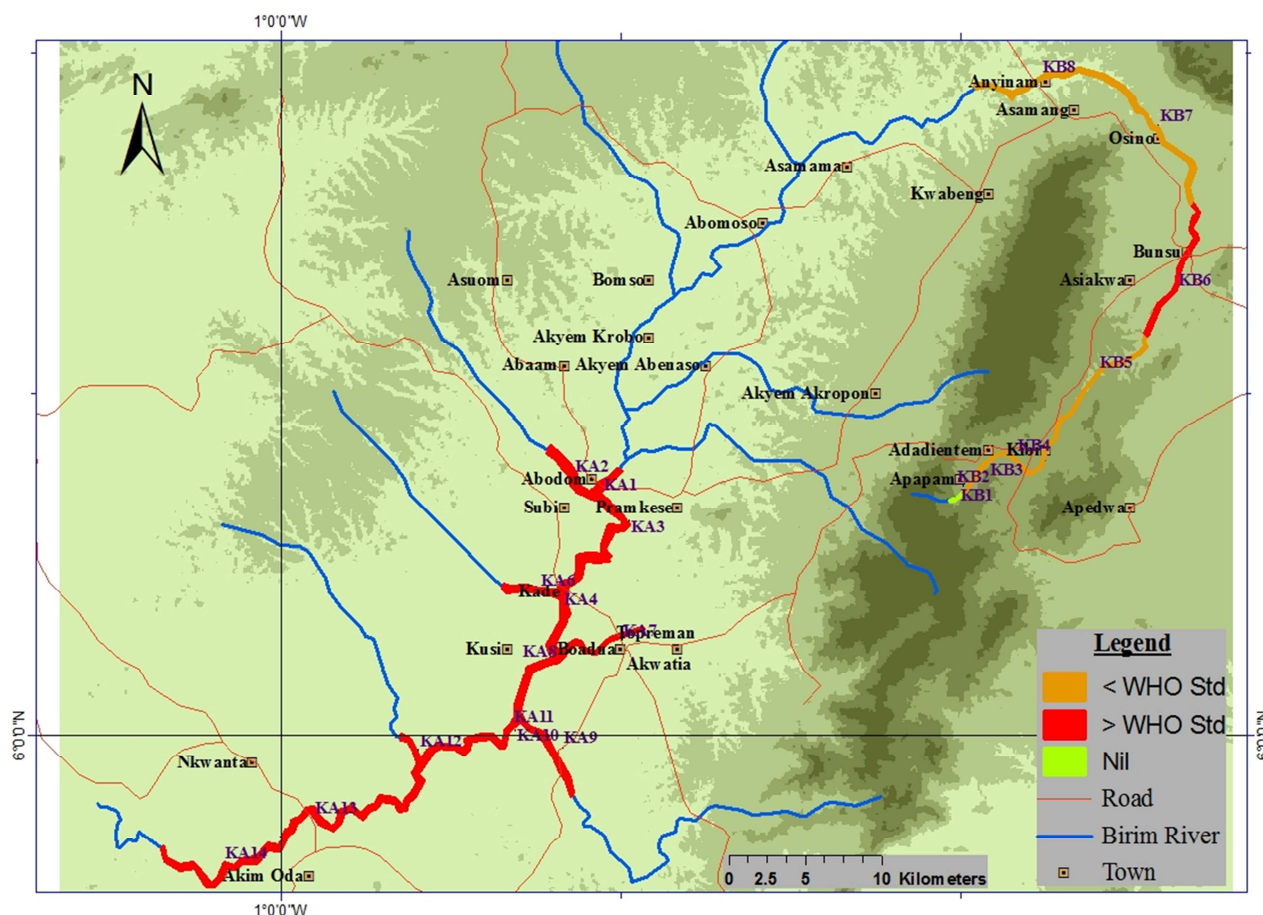 1°0'0"W
N
Anyinam
KB8
Asamang
KB7
Osino
Asamama
Kwabeng
Abomoso
Bunsu
Asuom
Bomso
Asiakwa
KB6
Akyem Krobo
Abaam
Akyem Abenaso
KB5
Akyem Akropon
Adadientem
Kibi
KB4
KA2
Abodom
KA1
Apapam
KB2
KB3
KB1
Subi
Pramkese
KA3
Apedwa
KA6
Kade
KA4
KA7
Topreman
Kusi
KA8
Boadua
Akwatia
KA11
KA10
KA9
KA12
6°0'0"N
6°0'0"N
Nkwanta
KA13
KA14
Akim Oda
Legend
< WHO Std
> WHO Std
Nil
Road
Birim River
Town
0 2.5 5 10 Kilometers
1°0'0"W